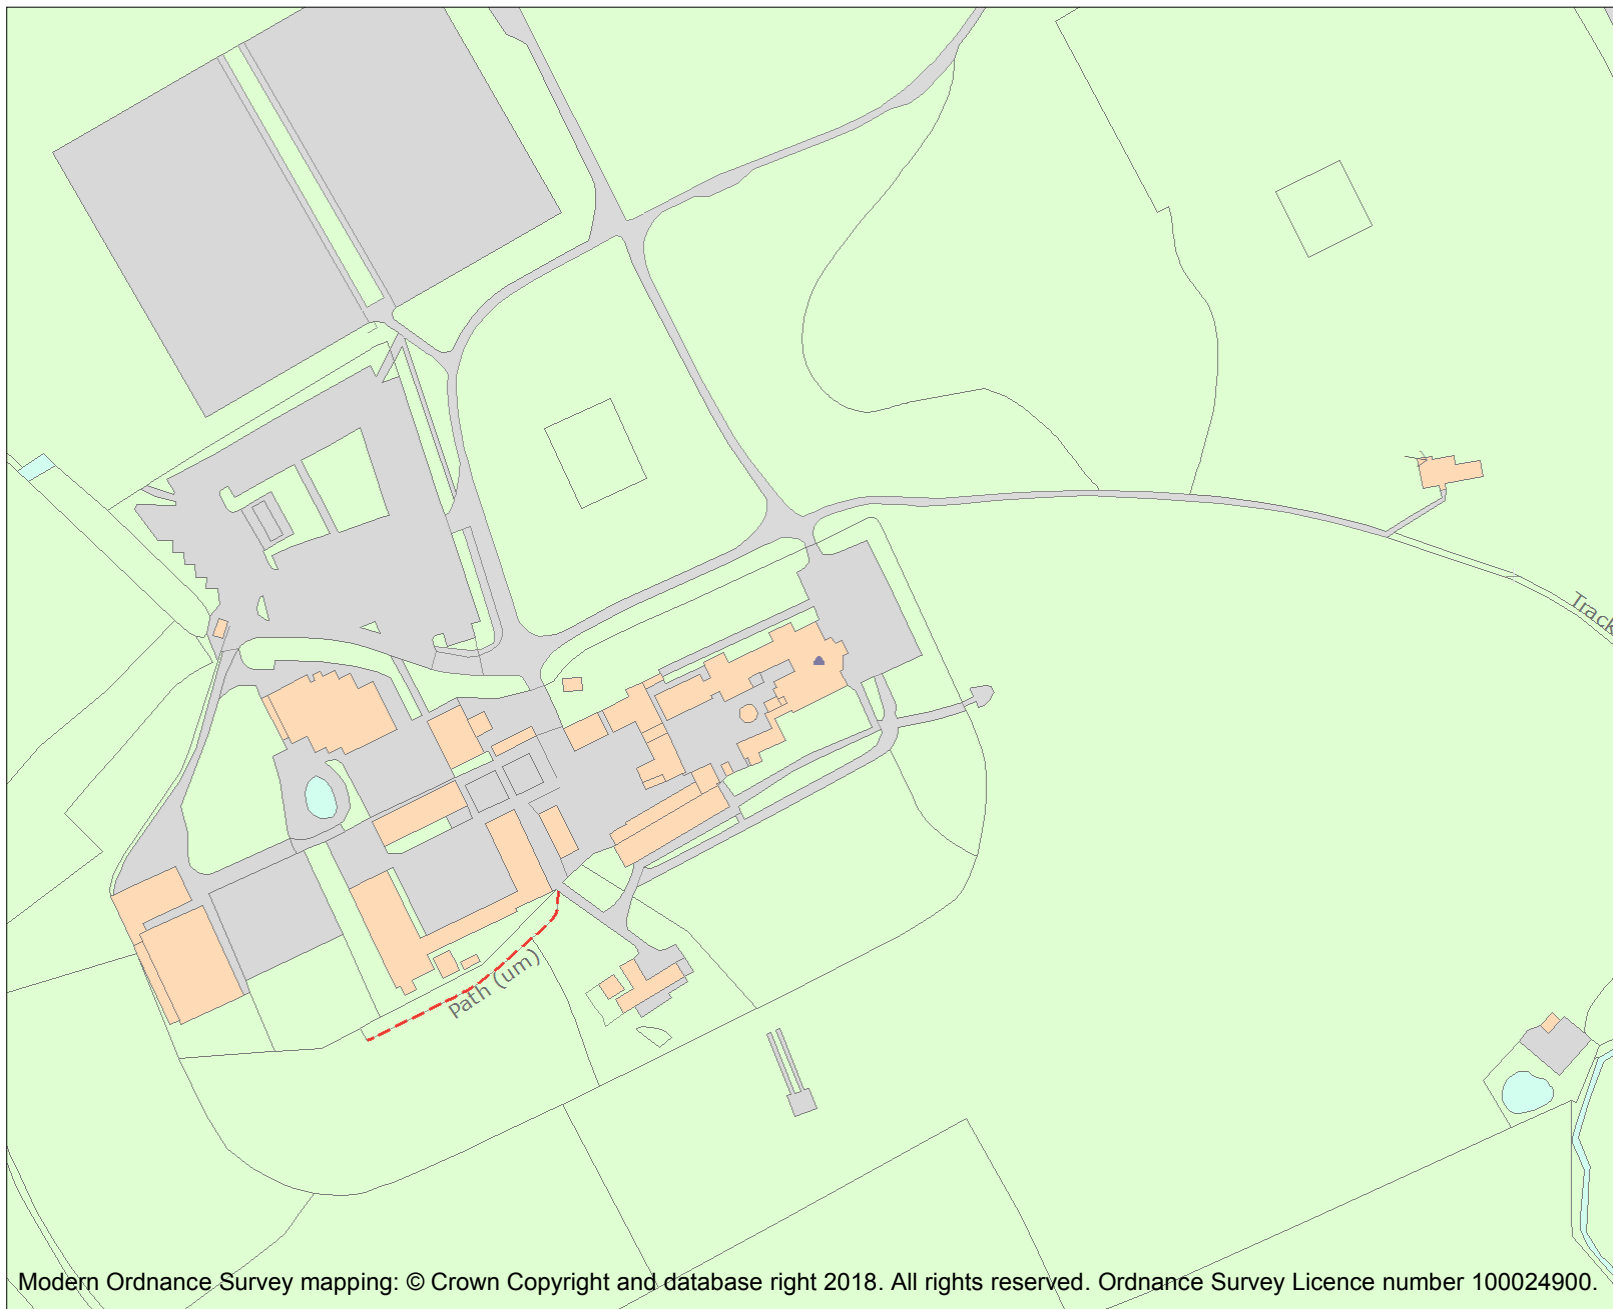 Track
Path (um)
Modern Ordnance Survey mapping: © Crown Copyright and database right 2018. All rights reserved. Ordnance Survey Licence number 100024900.